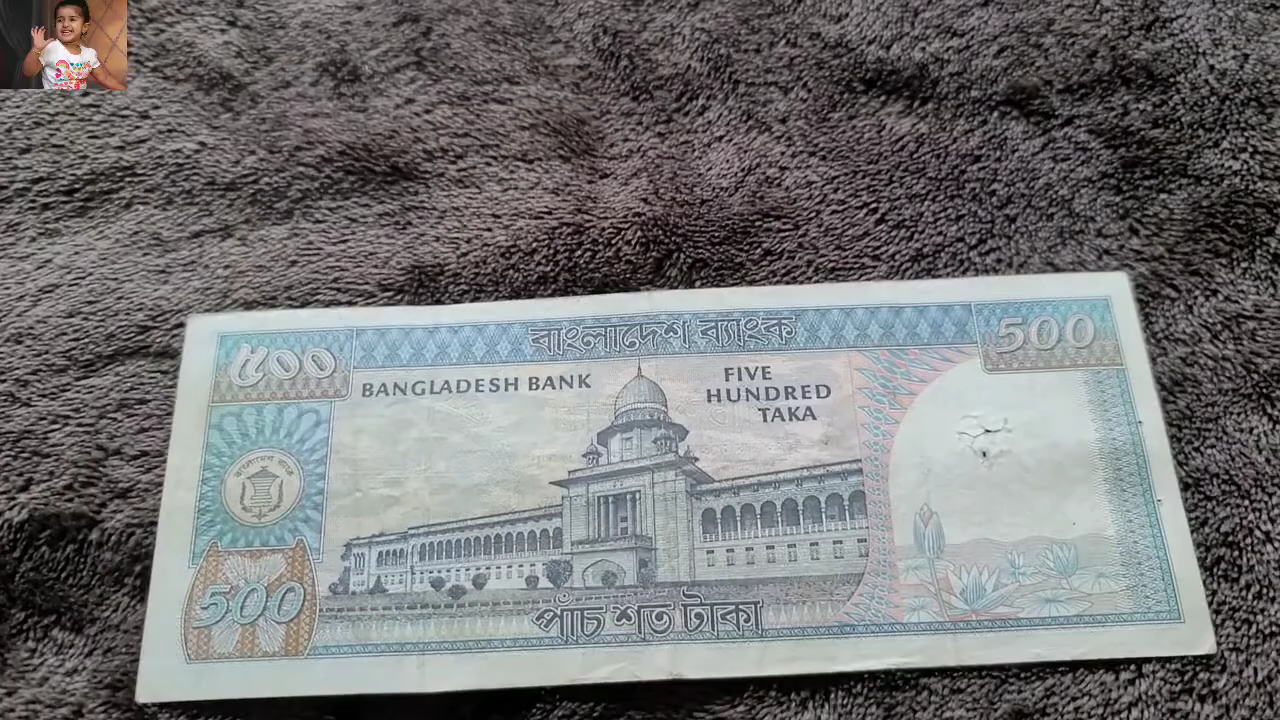 বাংলাদেশ ব্যাংক
৫০০
500
BANGLADESH BANK
FIVE
HUNDRED
TAKA
500
পাঁচ শত টাকা